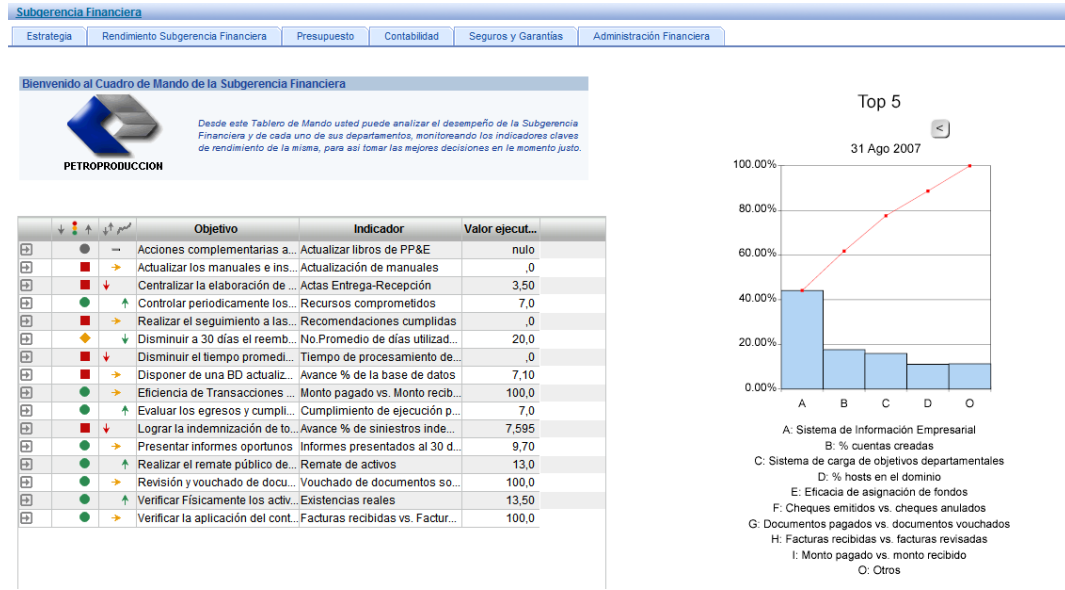 Subgerencia Financiera
Estrategia Rendimiento Subgerencia Financiera Presupuesto Contabilidad Seguros y Garantías Administración Financiera
Bienvenido al Cuadro de Mando de la Subgerencia Financiera
PETROPRODUCCION
Desde este Tablero de Mando usted puede analizar el desempeño de la Subgerencia
Financiera y de cada uno de sus departamentos, monitoreando los indicadores claves
de rendimiento de la misma, para asi tomar las mejores decisiones en le momento justo.
Objetivo Indicador Valor ejecut...
Acciones complementarias a... Actualizar libros de PP&E nulo
Actualizar los manuales e ins... Actualización de manuales ,0
Centralizar la elaboración de ... Actas Entrega-Recepción 3,50
Controlar periodicamente los... Recursos comprometidos 7,0
Realizar el seguimiento a las... Recomendaciones cumplidas ,0
Disminuir a 30 días el reemb... No.Promedio de días utilizad... 20,0
Disminuir el tiempo promedi... Tiempo de procesamiento de... ,0
Disponer de una BD actualiz... Avance % de la base de datos 7,10
Eficiencia de Transacciones ... Monto pagado vs. Monto recib... 100,0
Evaluar los egresos y cumpli... Cumplimiento de ejecución p... 7,0
Lograr la indemnización de to... Avance % de siniestros inde... 7,595
Presentar informes oportunos Informes presentados al 30 d... 9,70
Realizar el remate público de... Remate de activos 13,0
Revisión y vouchado de docu... Vouchado de documentos so... 100,0
Verificar Físicamente los activ... Existencias reales 13,50
Verificar la aplicación del cont... Facturas recibidas vs. Factur... 100,0
Top 5
<
31 Ago 2007
100.00%
80.00%
60.00%
40.00%
20.00%
0.00%
A B C D O
A: Sistema de Información Empresarial
B: % cuentas creadas
C: Sistema de carga de objetivos departamentales
D: % hosts en el dominio
E: Eficacia de asignación de fondos
F: Cheques emitidos vs. cheques anulados
G: Documentos pagados vs. documentos vouchados
H: Facturas recibidas vs. facturas revisadas
I: Monto pagado vs. monto recibido
O: Otros